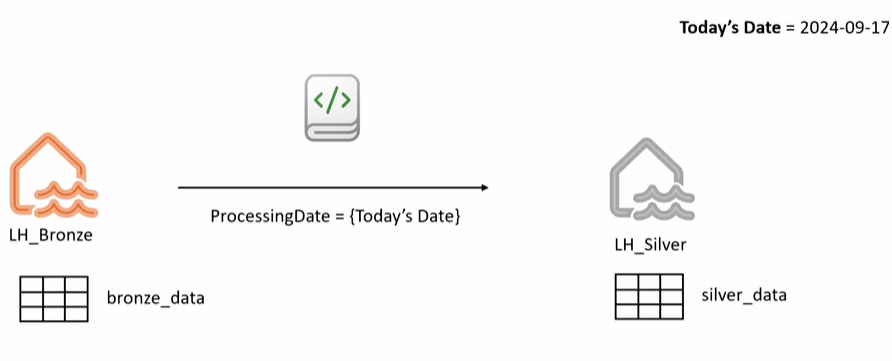 Today's Date = 2024-09-17
</>
ProcessingDate = {Today's Date}
LH_Bronze
LH_Silver
bronze_data
silver_data